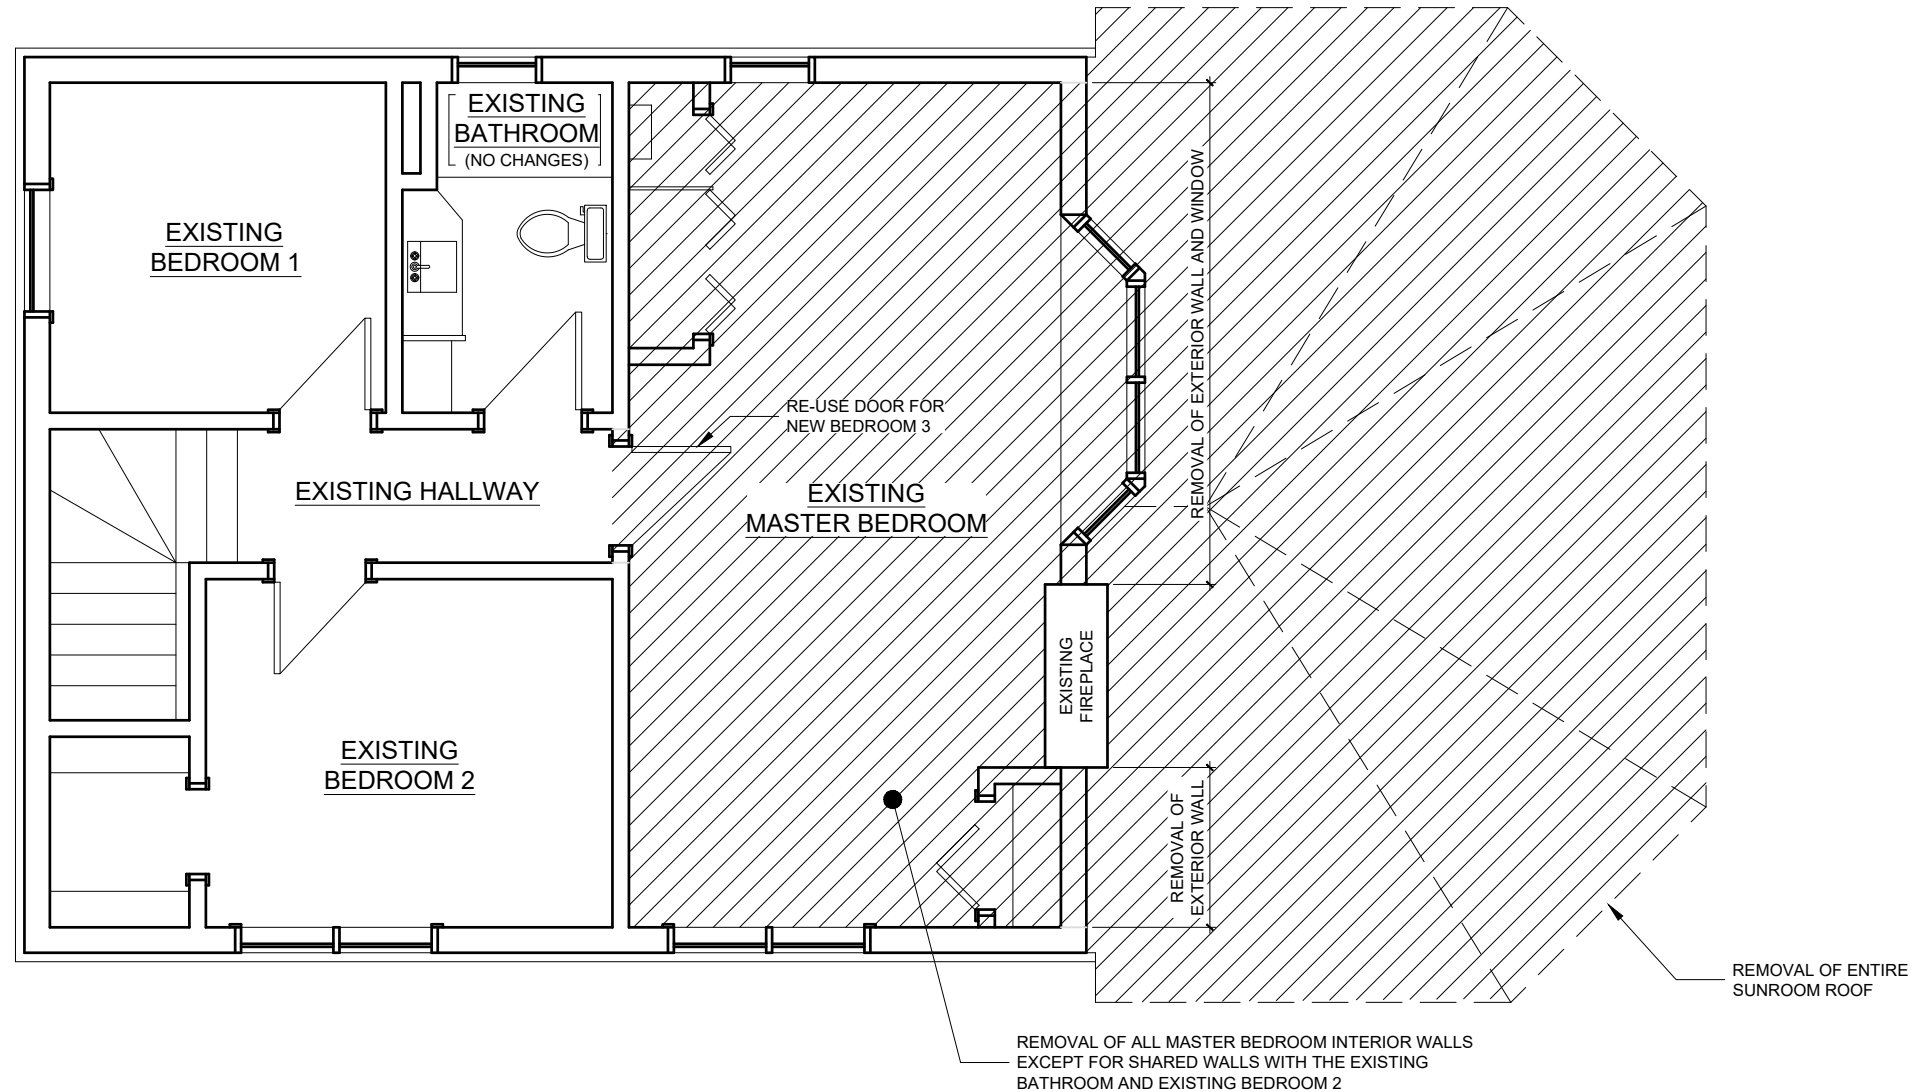 EXISTING
BATHROOM
(NO CHANGES)
EXISTING
BEDROOM 1
REMOVAL OF EXTERIOR WALL AND WINDOW
RE-USE DOOR FOR
NEW BEDROOM 3
EXISTING HALLWAY
EXISTING
MASTER BEDROOM
EXISTING
FIREPLACE
EXISTING
BEDROOM 2
REMOVAL OF
EXTERIOR WALL
REMOVAL OF ENTIRE
SUNROOM ROOF
REMOVAL OF ALL MASTER BEDROOM INTERIOR WALLS
EXCEPT FOR SHARED WALLS WITH THE EXISTING
BATHROOM AND EXISTING BEDROOM 2